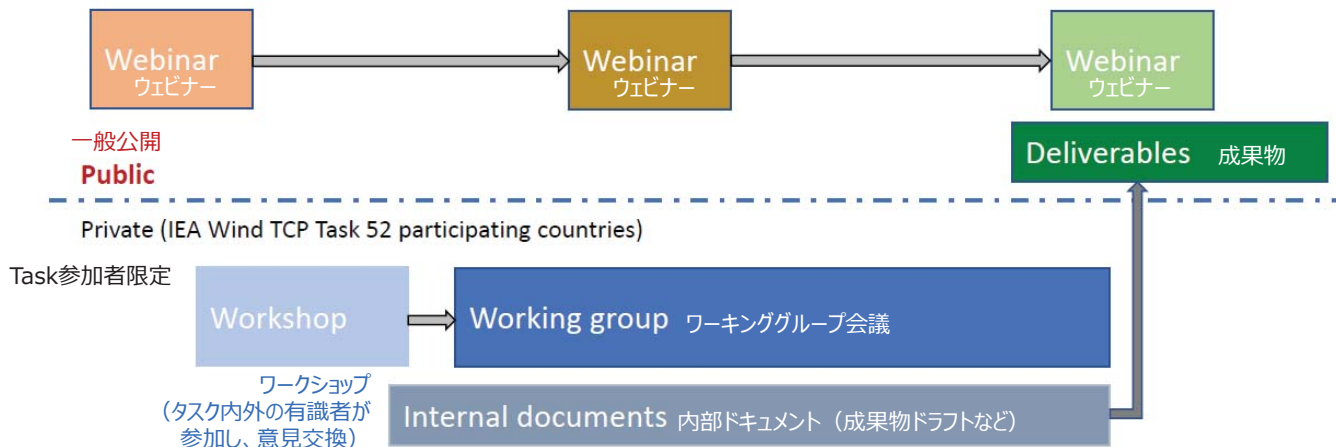 Webinar
ウェビナー
Webinar
ウェビナー
Webinar
ウェビナー
一般公開
Public
Deliverables 成果物
Private (IEA Wind TCP Task 52 participating countries)
Task参加者限定
Workshop
Working group ワーキンググループ会議
ワークショップ
（タスク内外の有識者が
参加し、意見交換）
Internal documents 内部ドキュメント（成果物ドラフトなど）